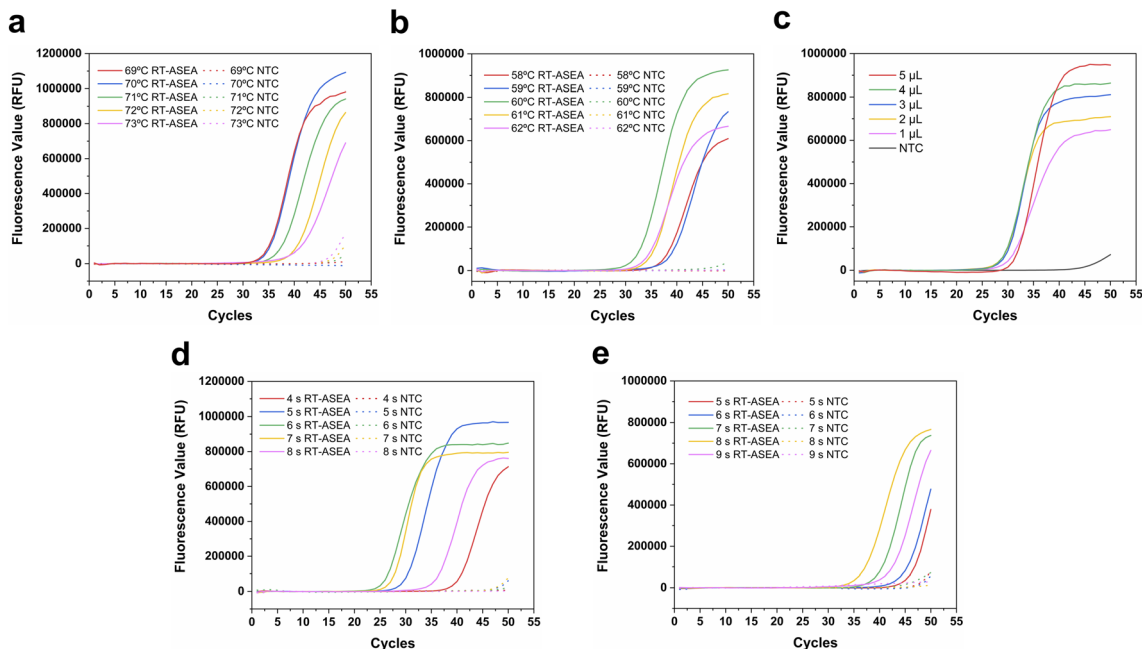 a
Fluorescence Value (RFU)
1200000
1000000
800000
600000
400000
200000
0
69ºC RT-ASEA 69ºC NTC
70ºC RT-ASEA 70ºC NTC
71ºC RT-ASEA 71ºC NTC
72ºC RT-ASEA 72ºC NTC
73ºC RT-ASEA 73ºC NTC
0 5 10 15 20 25 30 35 40 45 50 55
Cycles
b
Fluorescence Value (RFU)
1000000
800000
600000
400000
200000
0
58ºC RT-ASEA 58ºC NTC
59ºC RT-ASEA 59ºC NTC
60ºC RT-ASEA 60ºC NTC
61ºC RT-ASEA 61ºC NTC
62ºC RT-ASEA 62ºC NTC
0 5 10 15 20 25 30 35 40 45 50 55
Cycles
c
Fluorescence Value (RFU)
1000000
800000
600000
400000
200000
0
5 µL
4 µL
3 µL
2 µL
1 µL
NTC
0 5 10 15 20 25 30 35 40 45 50 55
Cycles
d
Fluorescence Value (RFU)
1200000
1000000
800000
600000
400000
200000
0
4 s RT-ASEA 4 s NTC
5 s RT-ASEA 5 s NTC
6 s RT-ASEA 6 s NTC
7 s RT-ASEA 7 s NTC
8 s RT-ASEA 8 s NTC
0 5 10 15 20 25 30 35 40 45 50 55
Cycles
e
Fluorescence Value (RFU)
1000000
800000
600000
400000
200000
0
5 s RT-ASEA 5 s NTC
6 s RT-ASEA 6 s NTC
7 s RT-ASEA 7 s NTC
8 s RT-ASEA 8 s NTC
9 s RT-ASEA 9 s NTC
0 5 10 15 20 25 30 35 40 45 50 55
Cycles